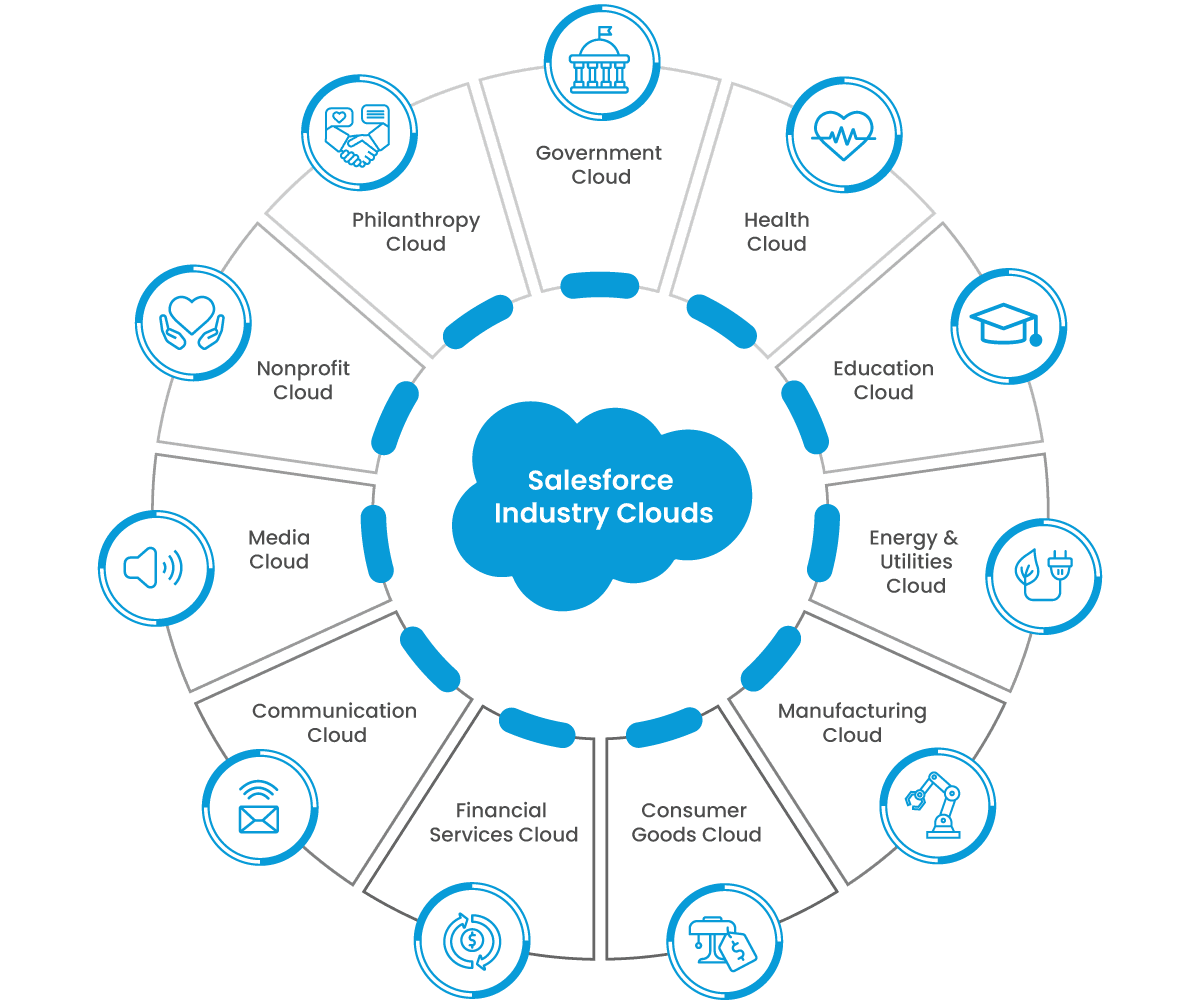 Government
Cloud
Health
Cloud
Education
Cloud
Energy &
Utilities
Cloud
Manufacturing
Cloud
Consumer
Goods Cloud
Financial
Services Cloud
Communication
Cloud
Media
Cloud
Nonprofit
Cloud
Philanthropy
Cloud
Salesforce
Industry Clouds
$
$